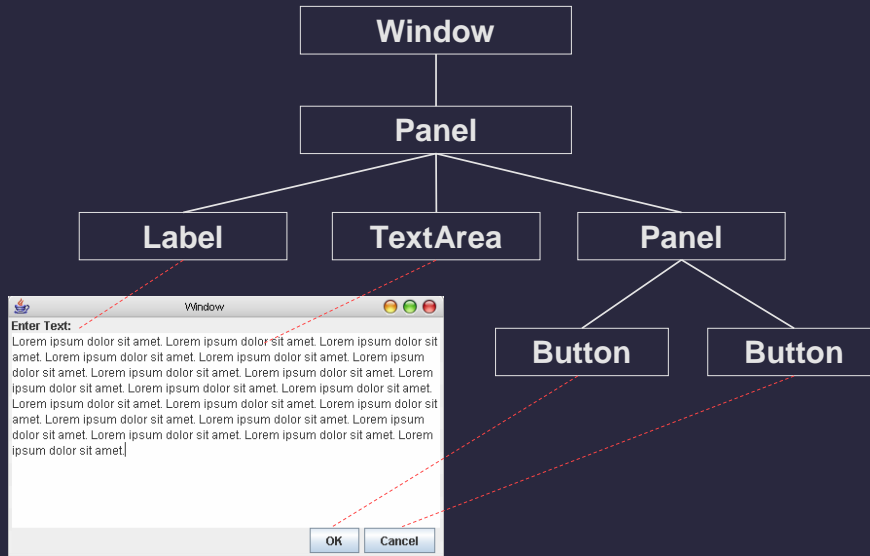 Window
Panel
Label
TextArea
Panel
Button
Button
Window
Enter Text:
Lorem ipsum dolor sit amet. Lorem ipsum dolor sit amet. Lorem ipsum dolor sit
amet. Lorem ipsum dolor sit amet. Lorem ipsum dolor sit amet. Lorem ipsum
dolor sit amet. Lorem ipsum dolor sit amet. Lorem ipsum dolor sit amet. Lorem
ipsum dolor sit amet. Lorem ipsum dolor sit amet. Lorem ipsum dolor sit amet.
Lorem ipsum dolor sit amet. Lorem ipsum dolor sit amet. Lorem ipsum dolor sit
amet. Lorem ipsum dolor sit amet. Lorem ipsum dolor sit amet. Lorem ipsum
dolor sit amet. Lorem ipsum dolor sit amet. Lorem ipsum dolor sit amet. Lorem
ipsum dolor sit amet.
OK
Cancel